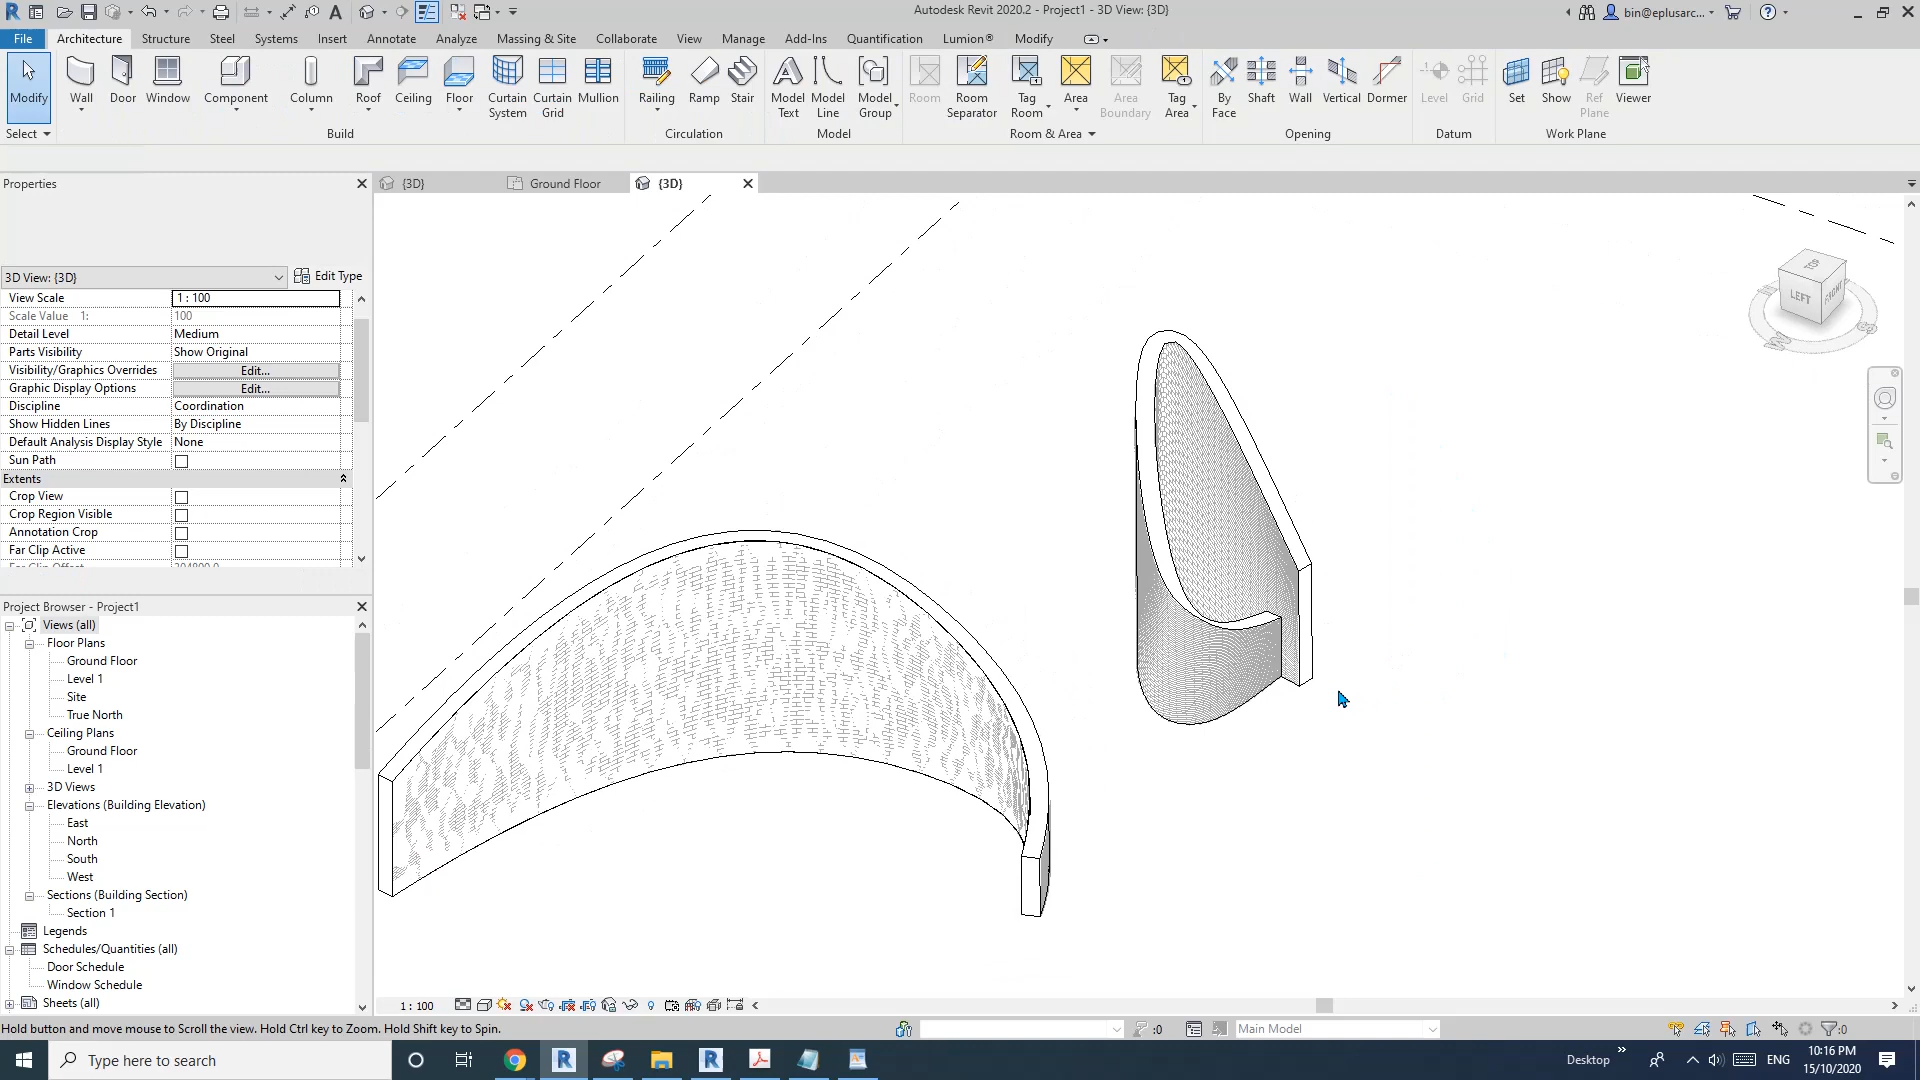 Autodesk Revit 2020.2 - Project1 - 3D View: {3D}
bin@eplusarc...
File Architecture Structure Steel Systems Insert Annotate Analyze Massing & Site Collaborate View Manage Add-Ins Quantification Lumion® Modify
Modify Wall Door Window Component Column Roof Ceiling Floor Curtain System Curtain Grid Mullion Railing Ramp Stair Model Text Model Line Model Group Room Room Separator Tag Room Area Area Boundary Tag Area By Face Shaft Wall Vertical Dormer Level Grid Set Show Ref Plane Viewer
Select Build Circulation Model Room & Area Opening Datum Work Plane
Properties
{3D} Ground Floor {3D}
3D View: {3D} Edit Type
View Scale 1 : 100
Scale Value 1: 100
Detail Level Medium
Parts Visibility Show Original
Visibility/Graphics Overrides Edit...
Graphic Display Options Edit...
Discipline Coordination
Show Hidden Lines By Discipline
Default Analysis Display Style None
Sun Path
Extents
Crop View
Crop Region Visible
Annotation Crop
Far Clip Active
Far Clip Offset 304800.0
TOP
LEFT
FRONT
Project Browser - Project1
Views (all)
Floor Plans
Ground Floor
Level 1
Site
True North
Ceiling Plans
Ground Floor
Level 1
3D Views
Elevations (Building Elevation)
East
North
South
West
Sections (Building Section)
Section 1
Legends
Schedules/Quantities (all)
Door Schedule
Window Schedule
Sheets (all)
1 : 100
Hold button and move mouse to Scroll the view. Hold Ctrl key to Zoom. Hold Shift key to Spin.
:0 Main Model :0
Type here to search
Desktop ENG
10:16 PM
15/10/2020